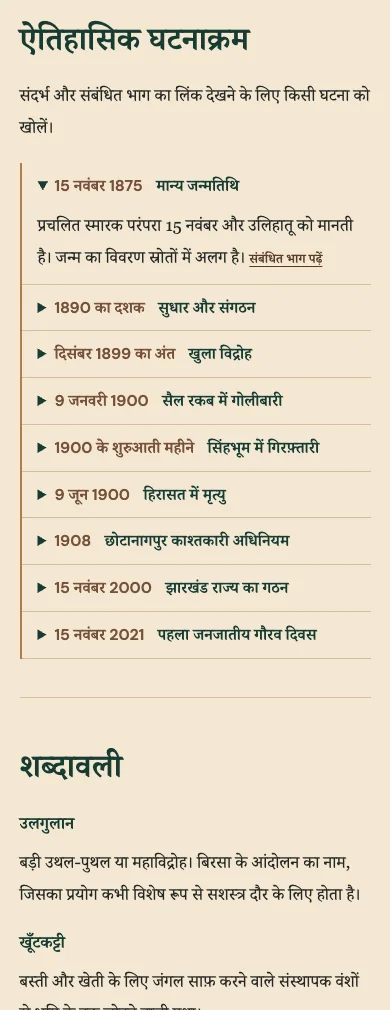 ऐतिहासिक घटनाक्रम
संदर्भ और संबंधित भाग का लिंक देखने के लिए किसी घटना को
खोलें।
▼ 15 नवंबर 1875 मान्य जन्मतिथि
प्रचलित स्मारक परंपरा 15 नवंबर और उलिहातू को मानती
है। जन्म का विवरण स्रोतों में अलग है। संबंधित भाग पढ़ें
▶ 1890 का दशक सुधार और संगठन
▶ दिसंबर 1899 का अंत खुला विद्रोह
▶ 9 जनवरी 1900 सैल रकब में गोलीबारी
▶ 1900 के शुरुआती महीने सिंहभूम में गिरफ़्तारी
▶ 9 जून 1900 हिरासत में मृत्यु
▶ 1908 छोटानागपुर काश्तकारी अधिनियम
▶ 15 नवंबर 2000 झारखंड राज्य का गठन
▶ 15 नवंबर 2021 पहला जनजातीय गौरव दिवस
शब्दावली
उलगुलान
बड़ी उथल-पुथल या महाविद्रोह। बिरसा के आंदोलन का नाम,
जिसका प्रयोग कभी विशेष रूप से सशस्त्र दौर के लिए होता है।
खूँटकट्टी
बस्ती और खेती के लिए जंगल साफ़ करने वाले संस्थापक वंशों